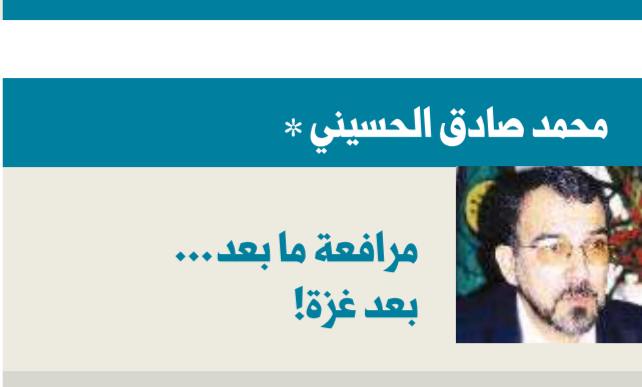 محمد صادق الحسيني *
مرافعة ما بعد...
بعد غزة!